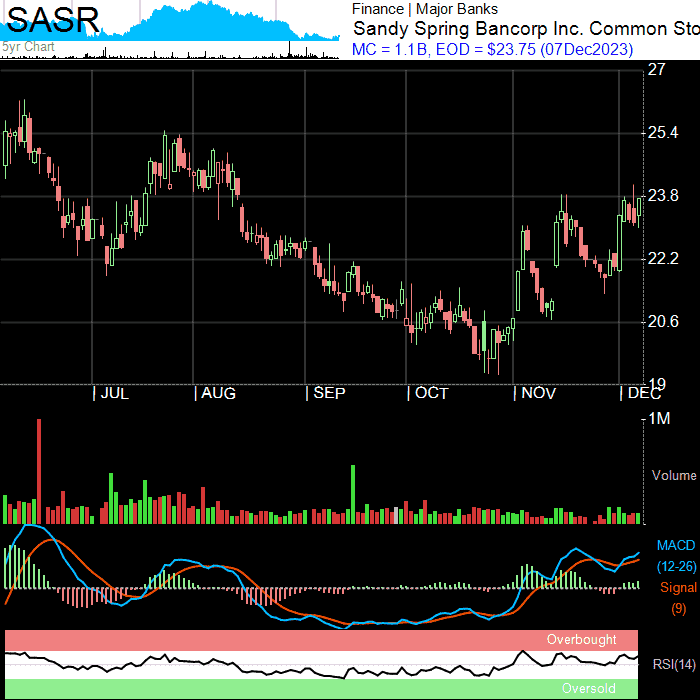 SASR
5yr Chart
Finance | Major Banks
Sandy Spring Bancorp Inc. Common Sto
MC = 1.1B, EOD = $23.75 (07Dec2023)
27
25.4
23.8
22.2
20.6
19
JUL
AUG
SEP
OCT
NOV
DEC
1M
Volume
MACD
(12-26)
Signal
(9)
Overbought
RSI(14)
Oversold